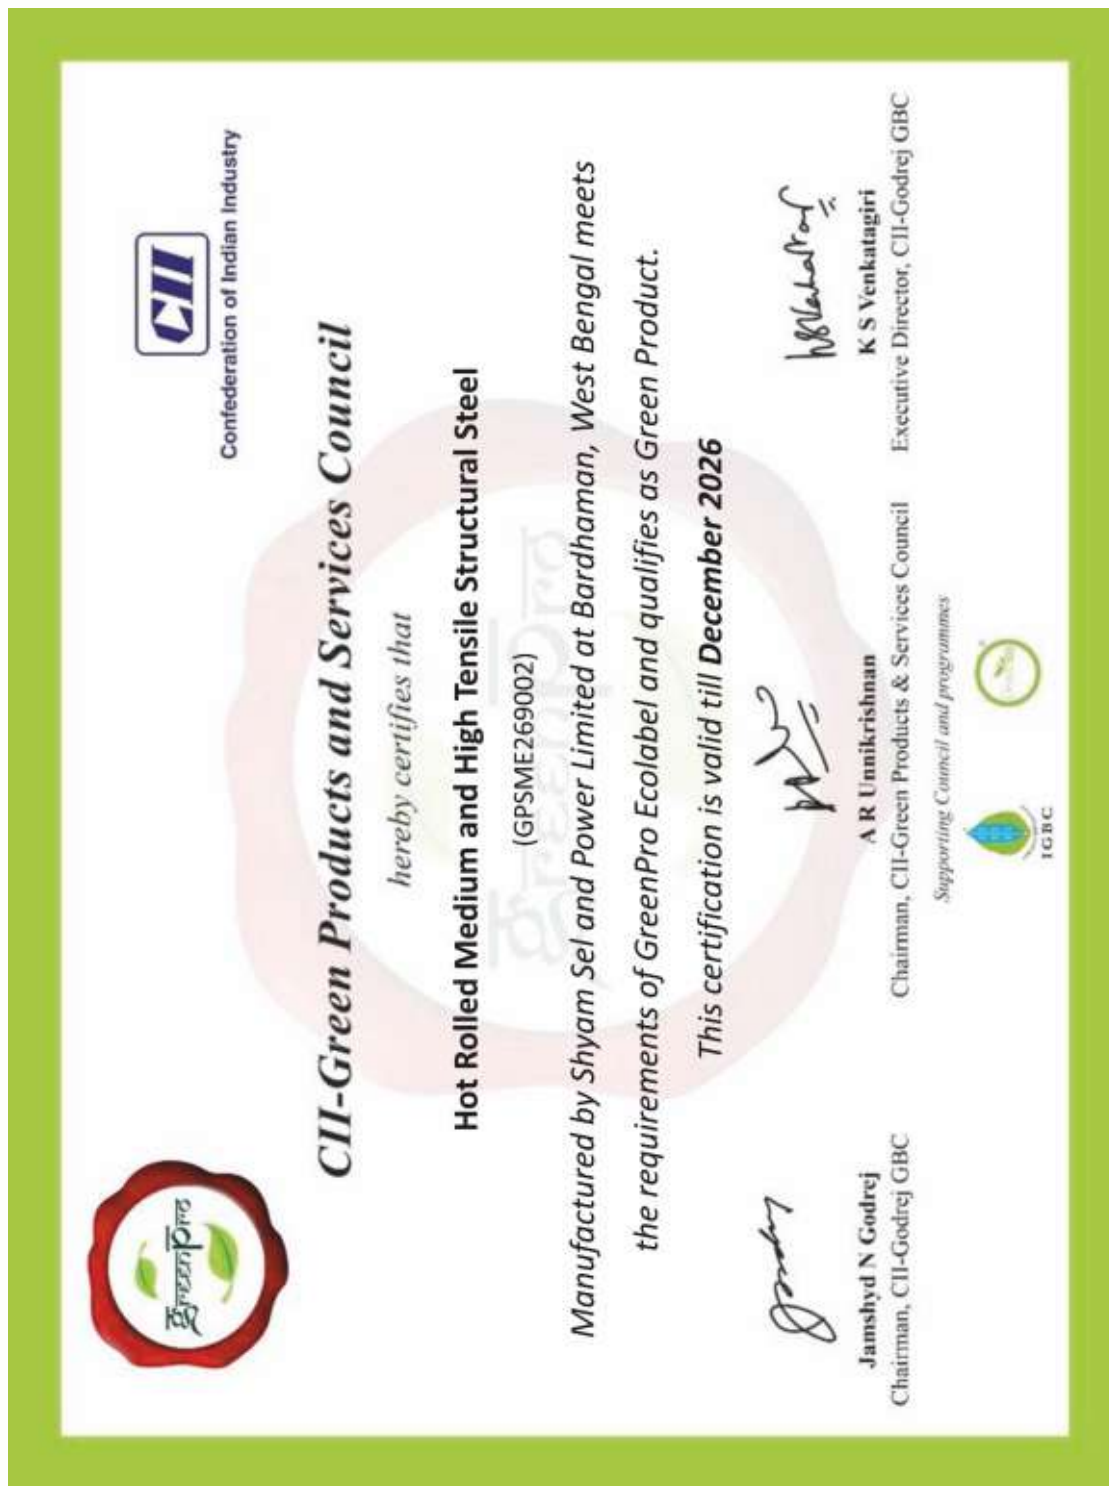 greenpro
CII
Confederation of Indian Industry
CII-Green Products and Services Council
hereby certifies that
Hot Rolled Medium and High Tensile Structural Steel
(GPSME269002)
Manufactured by Shyam Sel and Power Limited at Bardhaman, West Bengal meets
the requirements of GreenPro Ecolabel and qualifies as Green Product.
This certification is valid till December 2026
Jamshyd N Godrej
Chairman, CII-Godrej GBC
A R Unnikrishnan
Chairman, CII-Green Products & Services Council
K S Venkatagiri
Executive Director, CII-Godrej GBC
Supporting Council and programmes
IGBC